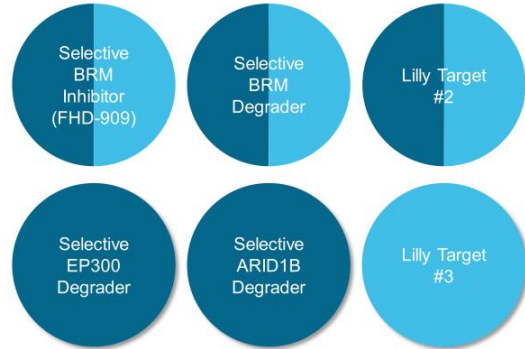 Selective
BRM
Inhibitor
(FHD-909)
Selective
BRM
Degrader
Lilly Target
#2
Selective
EP300
Degrader
Selective
ARID1B
Degrader
Lilly Target
#3